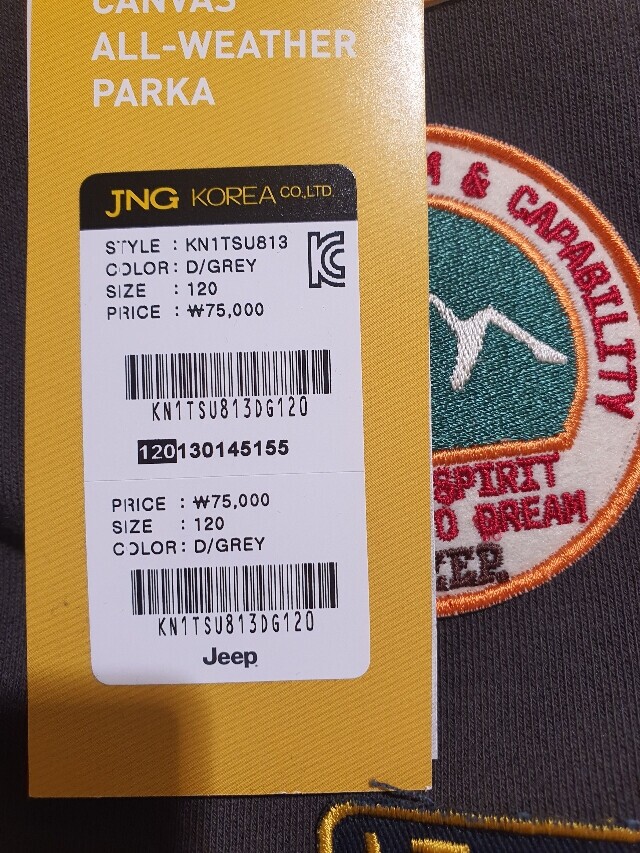 CANVAS
ALL-WEATHER
PARKA
JNG KOREA CO.,LTD.
STYLE : KN1TSU813
COLOR : D/GREY
SIZE : 120
PRICE : ₩75,000
KN1TSU813DG120
120130145155
PRICE : ₩75,000
SIZE : 120
COLOR : D/GREY
KN1TSU813DG120
Jeep
& CAPABILITY
SPIRIT
DREAM